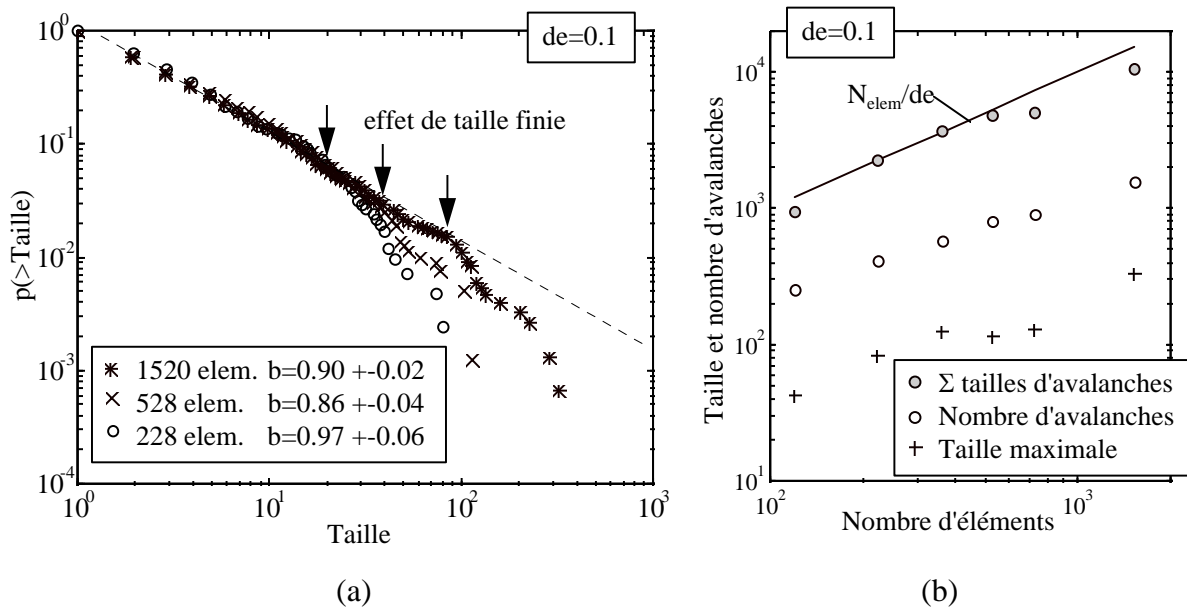 de=0.1
effet de taille finie
p(>Taille)
10^0
10^-1
10^-2
10^-3
10^-4
1520 elem. b=0.90 +-0.02
528 elem. b=0.86 +-0.04
228 elem. b=0.97 +-0.06
10^0 10^1 10^2 10^3
Taille
(a)
de=0.1
N_elem/de
Taille et nombre d'avalanches
10^4
10^3
10^2
10^1
Σ tailles d'avalanches
Nombre d'avalanches
Taille maximale
10^2 10^3
Nombre d'éléments
(b)